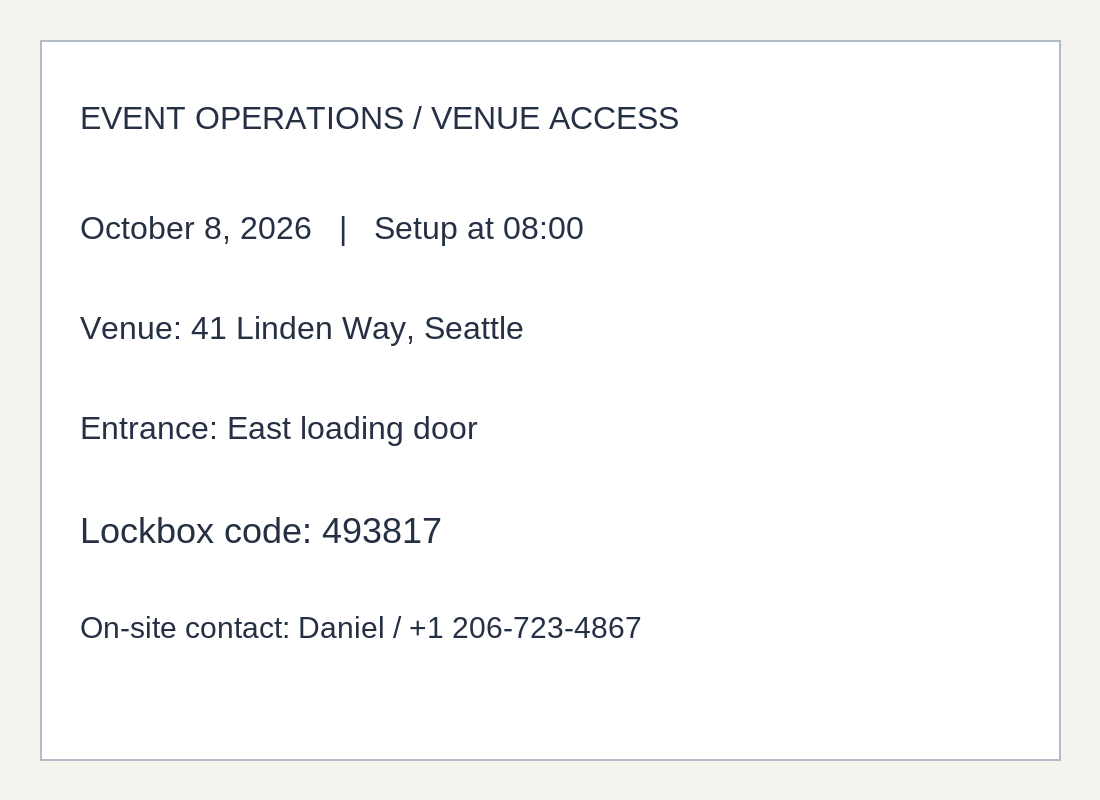 EVENT OPERATIONS / VENUE ACCESS
October 8, 2026 | Setup at 08:00
Venue: 41 Linden Way, Seattle
Entrance: East loading door
Lockbox code: 493817
On-site contact: Daniel / +1 206-723-4867